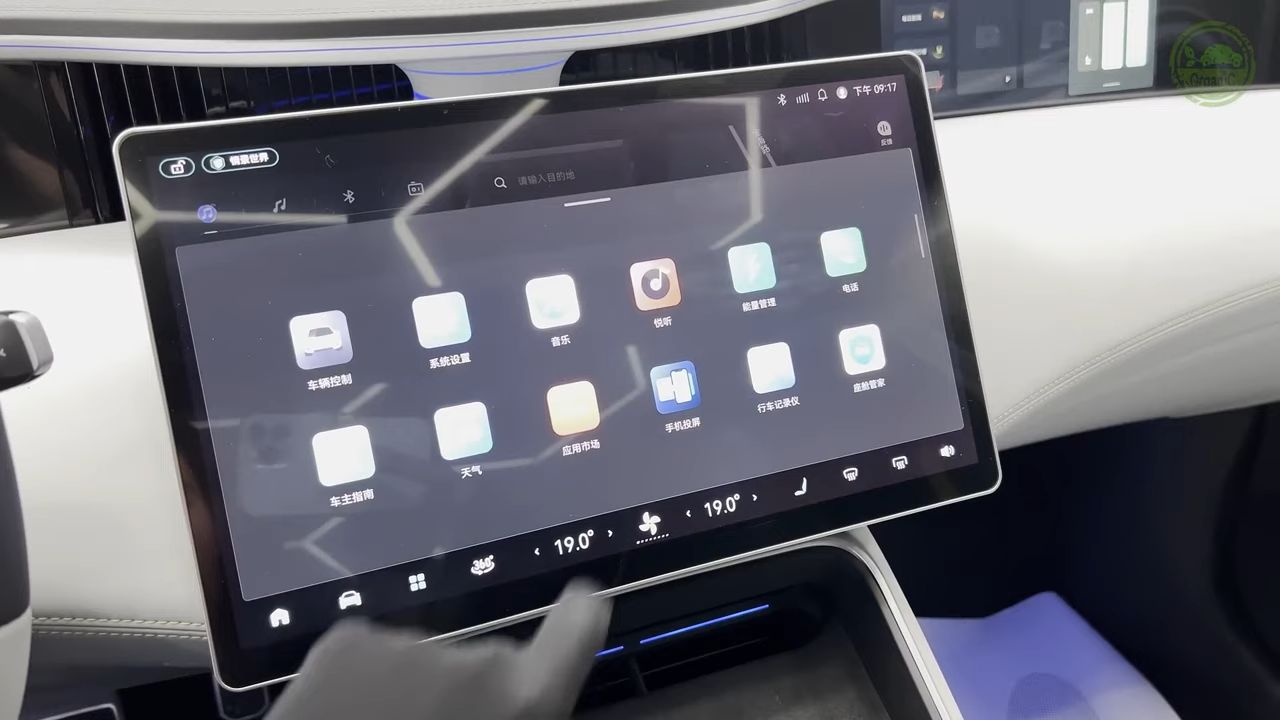 下午 09:17
情景世界
反馈
请输入目的地
车辆控制
系统设置
音乐
悦听
能量管理
电话
车主指南
天气
应用市场
手机投屏
行车记录仪
座舱管家
360°
19.0°
19.0°